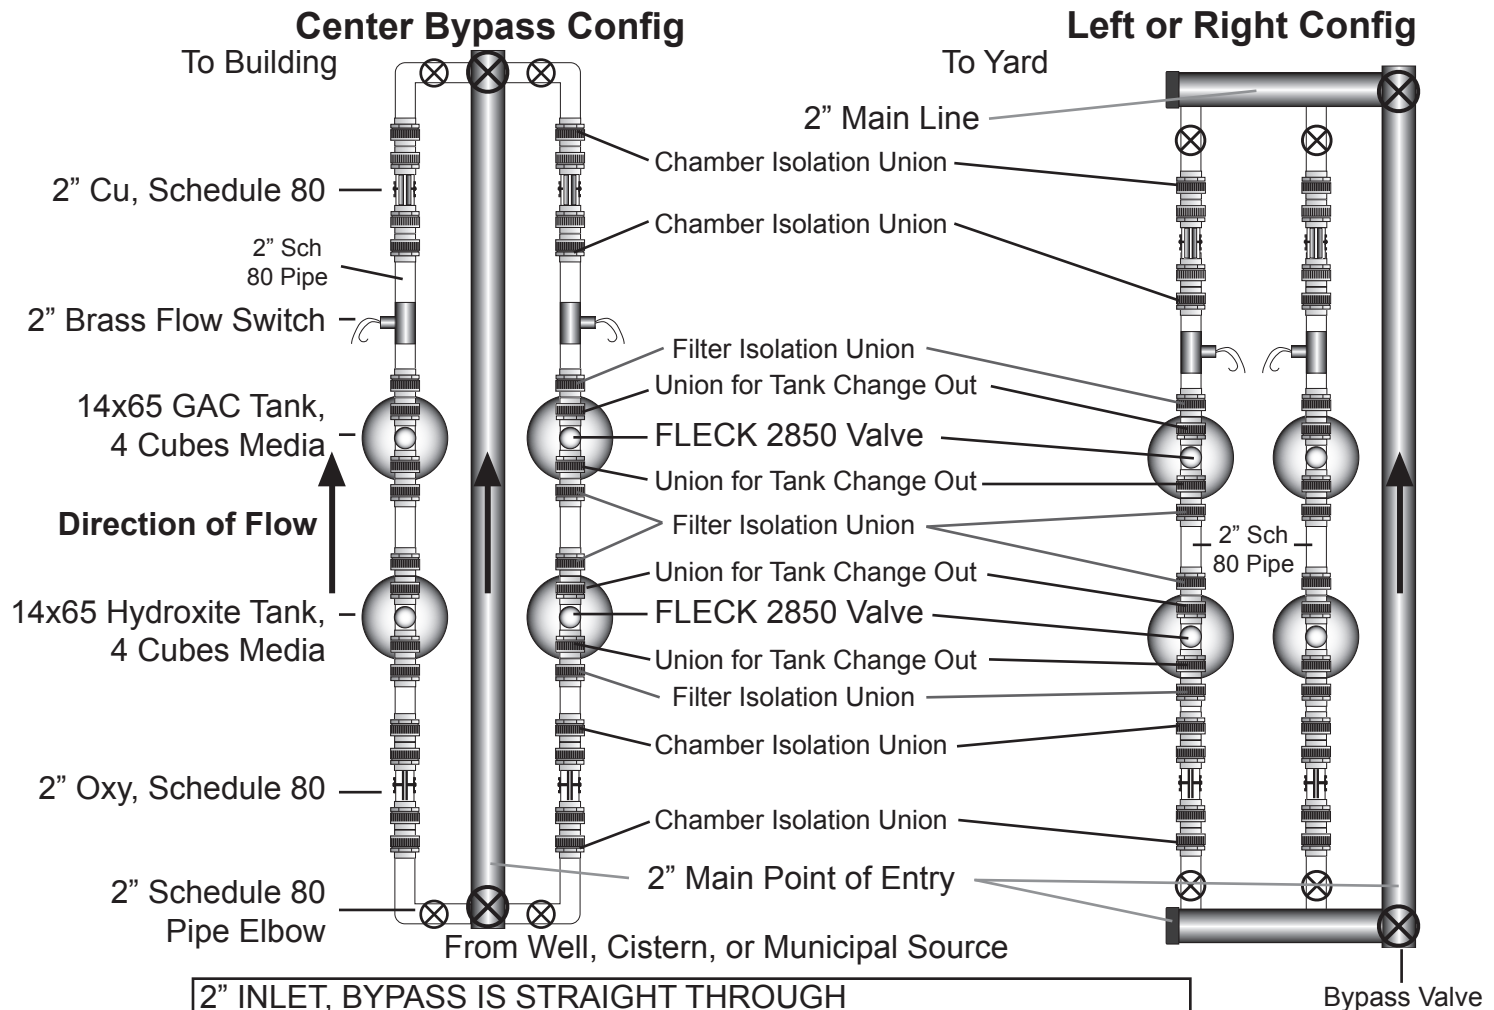 Center Bypass Config
Left or Right Config
To Building
To Yard
2” Main Line
Chamber Isolation Union
2” Cu, Schedule 80
Chamber Isolation Union
2” Sch
80 Pipe
2” Brass Flow Switch
Filter Isolation Union
Union for Tank Change Out
14x65 GAC Tank,
4 Cubes Media
FLECK 2850 Valve
Union for Tank Change Out
Direction of Flow
Filter Isolation Union
2” Sch
80 Pipe
Union for Tank Change Out
14x65 Hydroxite Tank,
4 Cubes Media
FLECK 2850 Valve
Union for Tank Change Out
Filter Isolation Union
Chamber Isolation Union
2” Oxy, Schedule 80
Chamber Isolation Union
2” Main Point of Entry
2” Schedule 80
Pipe Elbow
From Well, Cistern, or Municipal Source
2” INLET, BYPASS IS STRAIGHT THROUGH
Bypass Valve